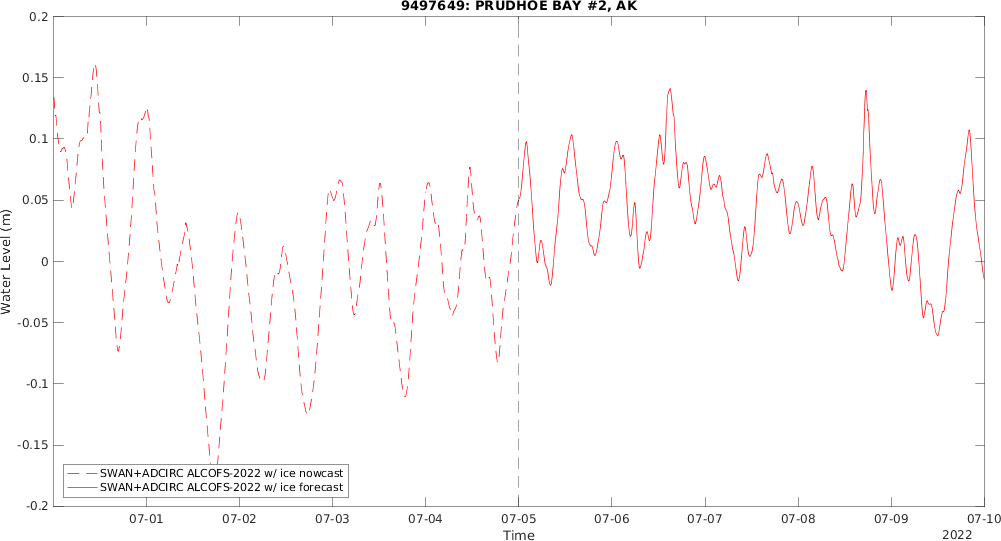 9497649: PRUDHOE BAY #2, AK
0.2
0.15
0.1
0.05
0
-0.05
-0.1
-0.15
-0.2
Water Level (m)
SWAN+ADCIRC ALCOFS-2022 w/ ice nowcast
SWAN+ADCIRC ALCOFS-2022 w/ ice forecast
07-01 07-02 07-03 07-04 07-05 07-06 07-07 07-08 07-09 07-10
Time
2022